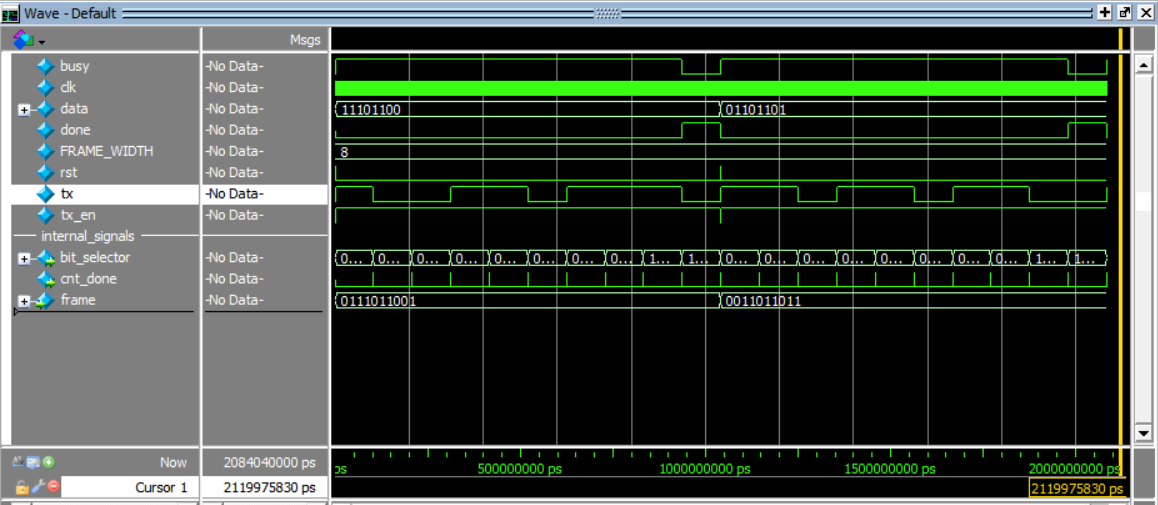 Wave - Default
Msgs
busy -No Data-
clk -No Data-
data -No Data- 11101100 01101101
done -No Data-
FRAME_WIDTH -No Data- 8
rst -No Data-
tx -No Data-
tx_en -No Data-
internal_signals
bit_selector -No Data- 0... 0... 0... 0... 0... 0... 0... 0... 1... 1... 0... 0... 0... 0... 0... 0... 0... 0... 1... 1...
cnt_done -No Data-
frame -No Data- 0111011001 0011011011
Now 2084040000 ps ps 500000000 ps 1000000000 ps 1500000000 ps 2000000000 ps
Cursor 1 2119975830 ps 2119975830 ps